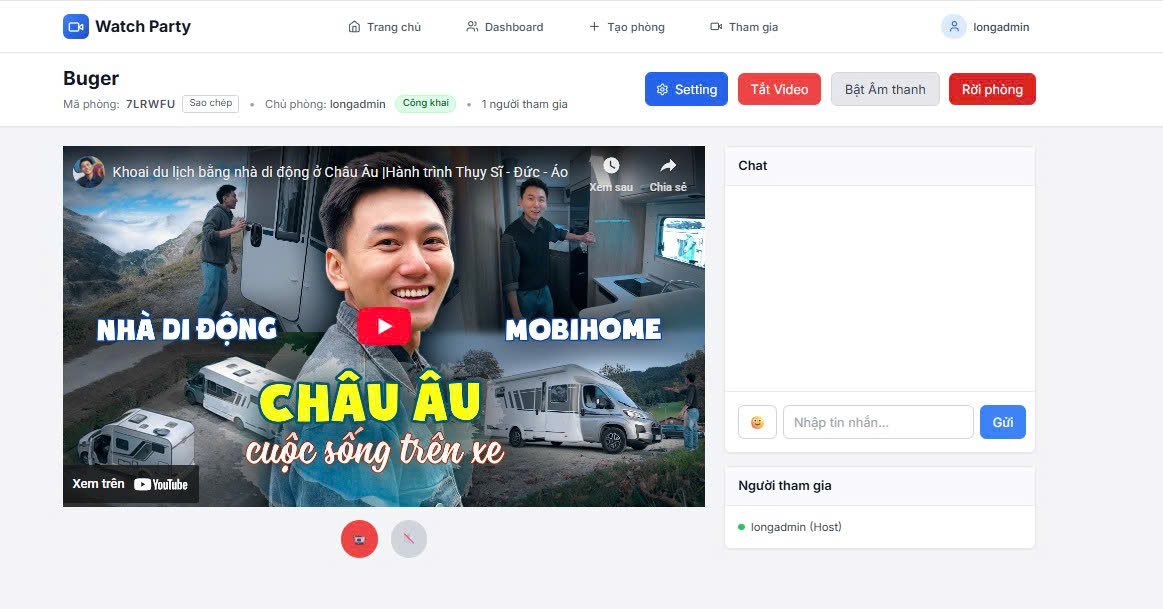 Watch Party
Trang chủ
Dashboard
Tạo phòng
Tham gia
longadmin
Buger
Mã phòng: 7LRWFU Sao chép • Chủ phòng: longadmin Công khai • 1 người tham gia
Setting
Tắt Video
Bật Âm thanh
Rời phòng
Khoai du lịch bằng nhà di động ở Châu Âu |Hành trình Thụy Sĩ - Đức - Áo
Xem sau
Chia sẻ
NHÀ DI ĐỘNG
MOBIHOME
CHÂU ÂU
cuộc sống trên xe
Xem trên YouTube
Chat
Nhập tin nhắn...
Gửi
Người tham gia
longadmin (Host)